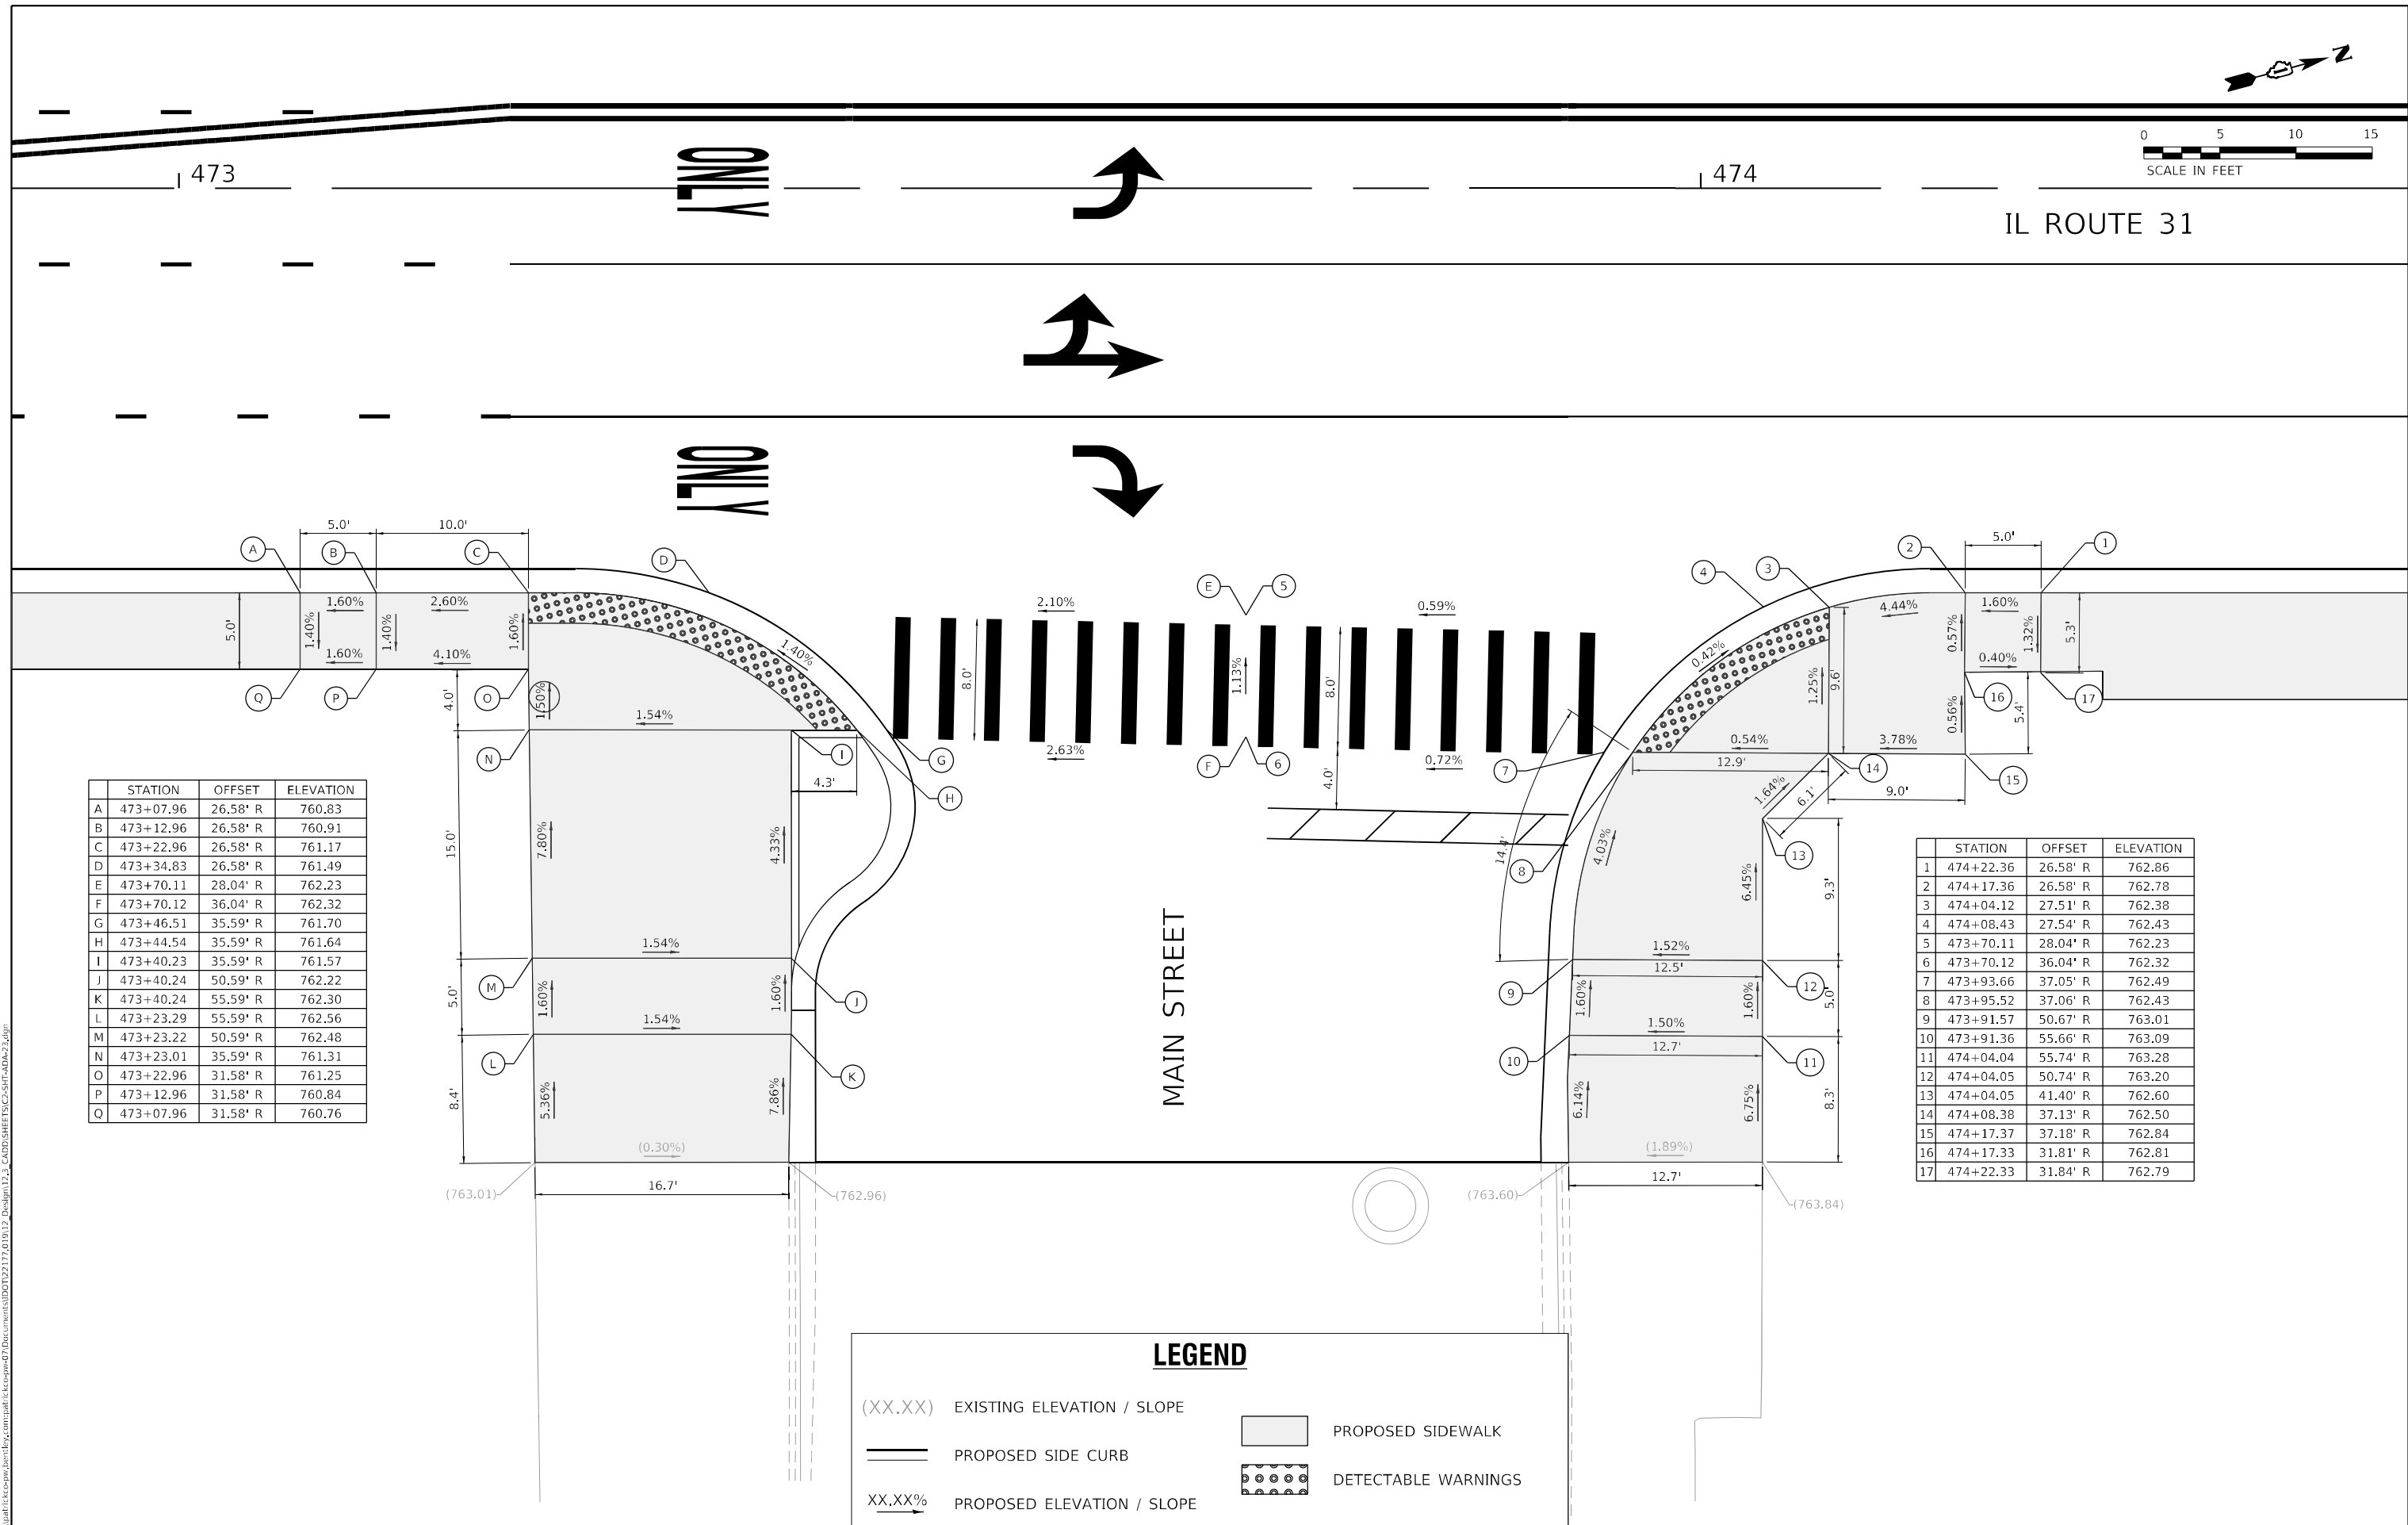 N
0 5 10 15
SCALE IN FEET
473
474
IL ROUTE 31
ONLY
ONLY
5.0'
10.0'
A
B
C
D
1.60%
2.60%
5.0'
1.40%
1.40%
1.60%
1.60%
4.10%
1.40%
Q
P
O
4.0'
1.50%
1.54%
N
I
G
H
4.3'
15.0'
7.80%
4.33%
1.54%
M
J
5.0'
1.60%
1.60%
1.54%
L
K
8.4'
5.36%
7.86%
(0.30%)
(763.01)
16.7'
(762.96)
E
5
2.10%
0.59%
8.0'
1.13%
8.0'
2.63%
0.72%
F
6
4.0'
MAIN STREET
4
3
2
1
5.0'
4.44%
1.60%
0.57%
1.32%
5.3'
0.42%
0.40%
1.25%
9.6'
16
17
0.56%
5.4'
0.54%
3.78%
7
12.9'
14
15
9.0'
1.64%
6.1'
14.4'
4.03%
13
8
6.45%
9.3'
1.52%
12.5'
9
12
1.60%
1.60%
5.0'
1.50%
10
12.7'
11
6.14%
6.75%
8.3'
(1.89%)
(763.60)
12.7'
(763.84)
STATION OFFSET ELEVATION
A 473+07.96 26.58' R 760.83
B 473+12.96 26.58' R 760.91
C 473+22.96 26.58' R 761.17
D 473+34.83 26.58' R 761.49
E 473+70.11 28.04' R 762.23
F 473+70.12 36.04' R 762.32
G 473+46.51 35.59' R 761.70
H 473+44.54 35.59' R 761.64
I 473+40.23 35.59' R 761.57
J 473+40.24 50.59' R 762.22
K 473+40.24 55.59' R 762.30
L 473+23.29 55.59' R 762.56
M 473+23.22 50.59' R 762.48
N 473+23.01 35.59' R 761.31
O 473+22.96 31.58' R 761.25
P 473+12.96 31.58' R 760.84
Q 473+07.96 31.58' R 760.76
STATION OFFSET ELEVATION
1 474+22.36 26.58' R 762.86
2 474+17.36 26.58' R 762.78
3 474+04.12 27.51' R 762.38
4 474+08.43 27.54' R 762.43
5 473+70.11 28.04' R 762.23
6 473+70.12 36.04' R 762.32
7 473+93.66 37.05' R 762.49
8 473+95.52 37.06' R 762.43
9 473+91.57 50.67' R 763.01
10 473+91.36 55.66' R 763.09
11 474+04.04 55.74' R 763.28
12 474+04.05 50.74' R 763.20
13 474+04.05 41.40' R 762.60
14 474+08.38 37.13' R 762.50
15 474+17.37 37.18' R 762.84
16 474+17.33 31.81' R 762.81
17 474+22.33 31.84' R 762.79
LEGEND
(XX.XX) EXISTING ELEVATION / SLOPE
PROPOSED SIDE CURB
XX.XX% PROPOSED ELEVATION / SLOPE
PROPOSED SIDEWALK
DETECTABLE WARNINGS